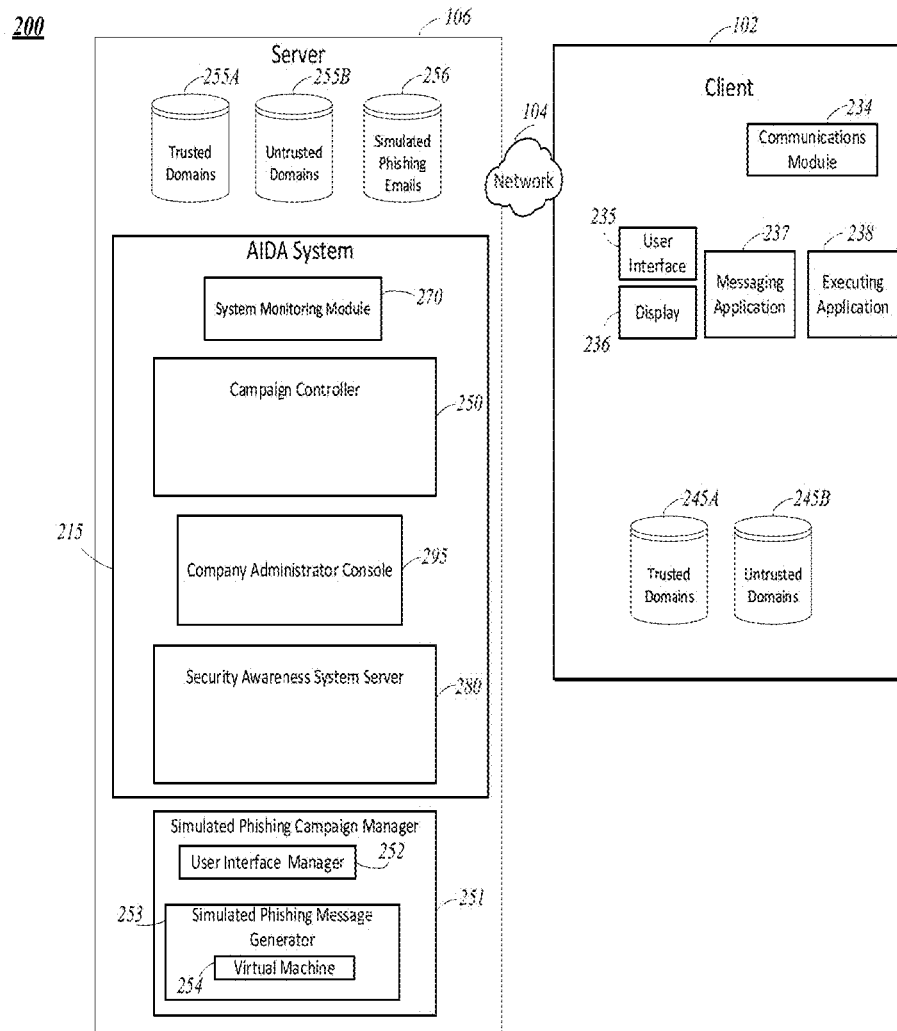 200
106
Server
255A
255B
256
Trusted
Domains
Untrusted
Domains
Simulated
Phishing
Emails
AIDA System
System Monitoring Module
270
Campaign Controller
250
215
Company Administrator Console
295
Security Awareness System Server
280
Simulated Phishing Campaign Manager
User Interface Manager
252
251
253
Simulated Phishing Message
Generator
Virtual Machine
254
104
Network
102
Client
234
Communications
Module
235
User
Interface
Display
236
237
Messaging
Application
238
Executing
Application
245A
245B
Trusted
Domains
Untrusted
Domains